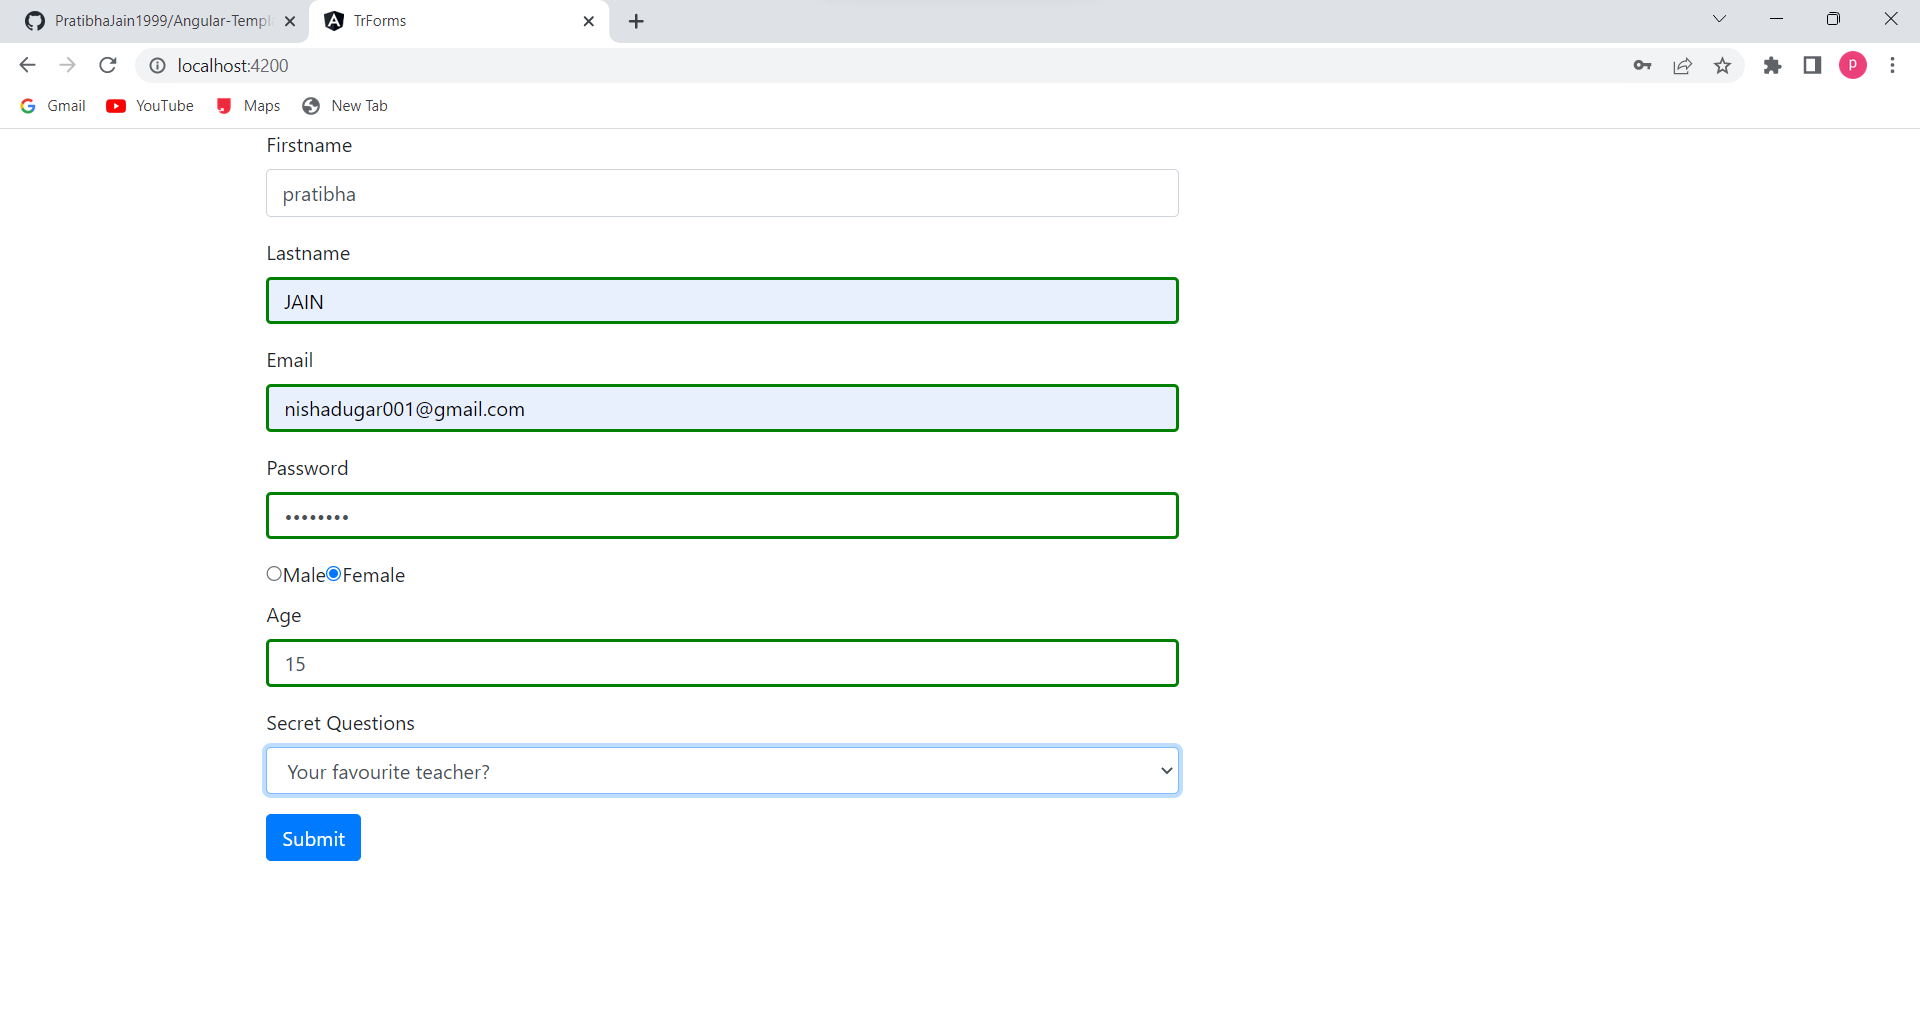 PratibhaJain1999/Angular-Templ
TrForms
localhost:4200
P
Gmail
YouTube
Maps
New Tab
Firstname
pratibha
Lastname
JAIN
Email
nishadugar001@gmail.com
Password
••••••••
Male Female
Age
15
Secret Questions
Your favourite teacher?
Submit